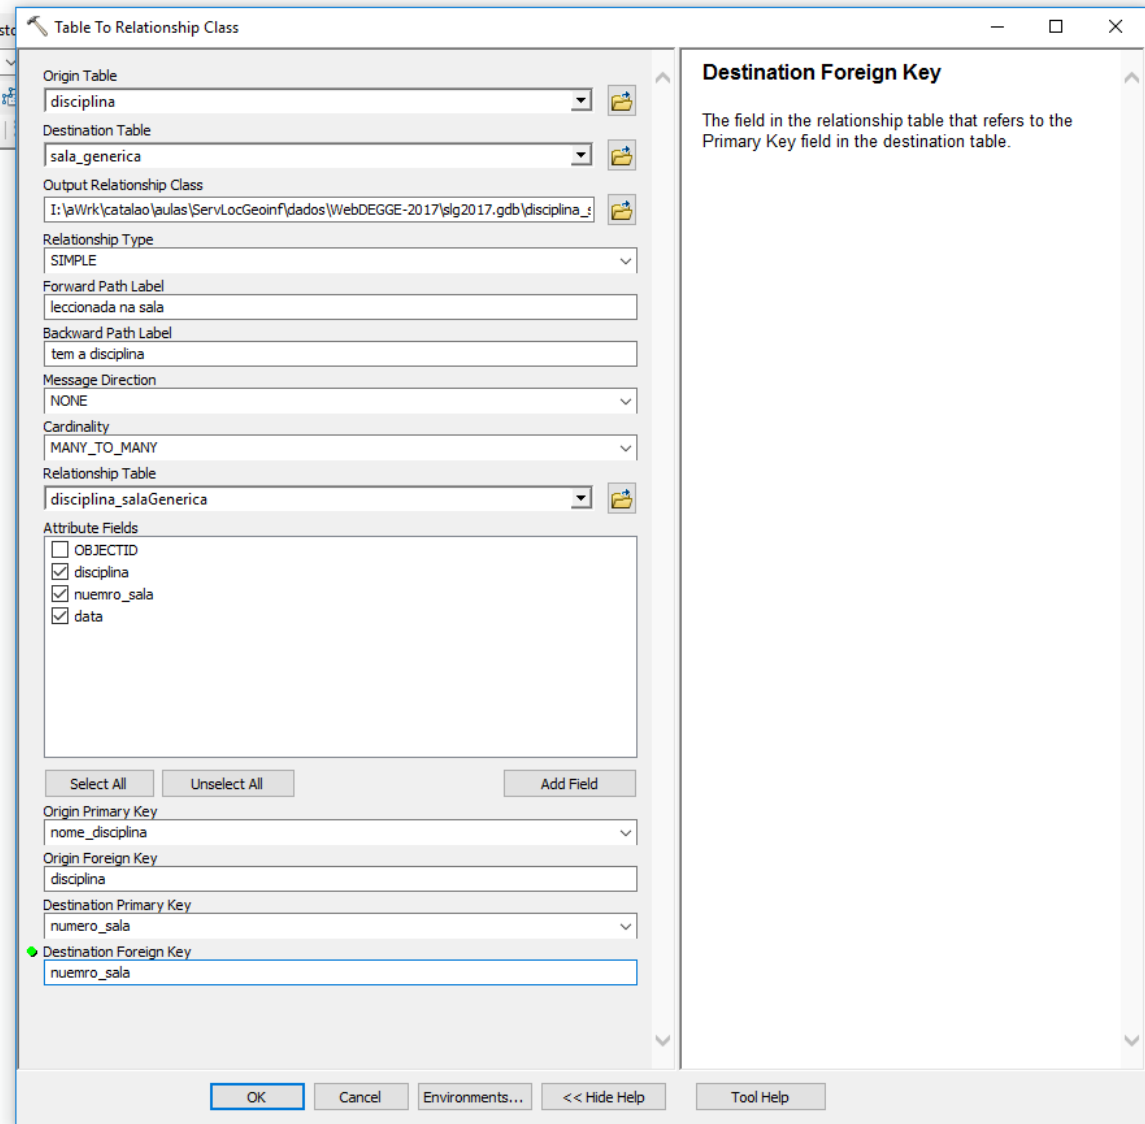 sto
Table To Relationship Class
Origin Table
disciplina
Destination Table
sala_generica
Output Relationship Class
I:\aWrk\catalao\aulas\ServLocGeoinf\dados\WebDEGGE-2017\slg2017.gdb\disciplina_s
Relationship Type
SIMPLE
Forward Path Label
leccionada na sala
Backward Path Label
tem a disciplina
Message Direction
NONE
Cardinality
MANY_TO_MANY
Relationship Table
disciplina_salaGenerica
Attribute Fields
OBJECTID
disciplina
nuemro_sala
data
Select All
Unselect All
Add Field
Origin Primary Key
nome_disciplina
Origin Foreign Key
disciplina
Destination Primary Key
numero_sala
Destination Foreign Key
nuemro_sala
Destination Foreign Key
The field in the relationship table that refers to the
Primary Key field in the destination table.
OK
Cancel
Environments...
<< Hide Help
Tool Help